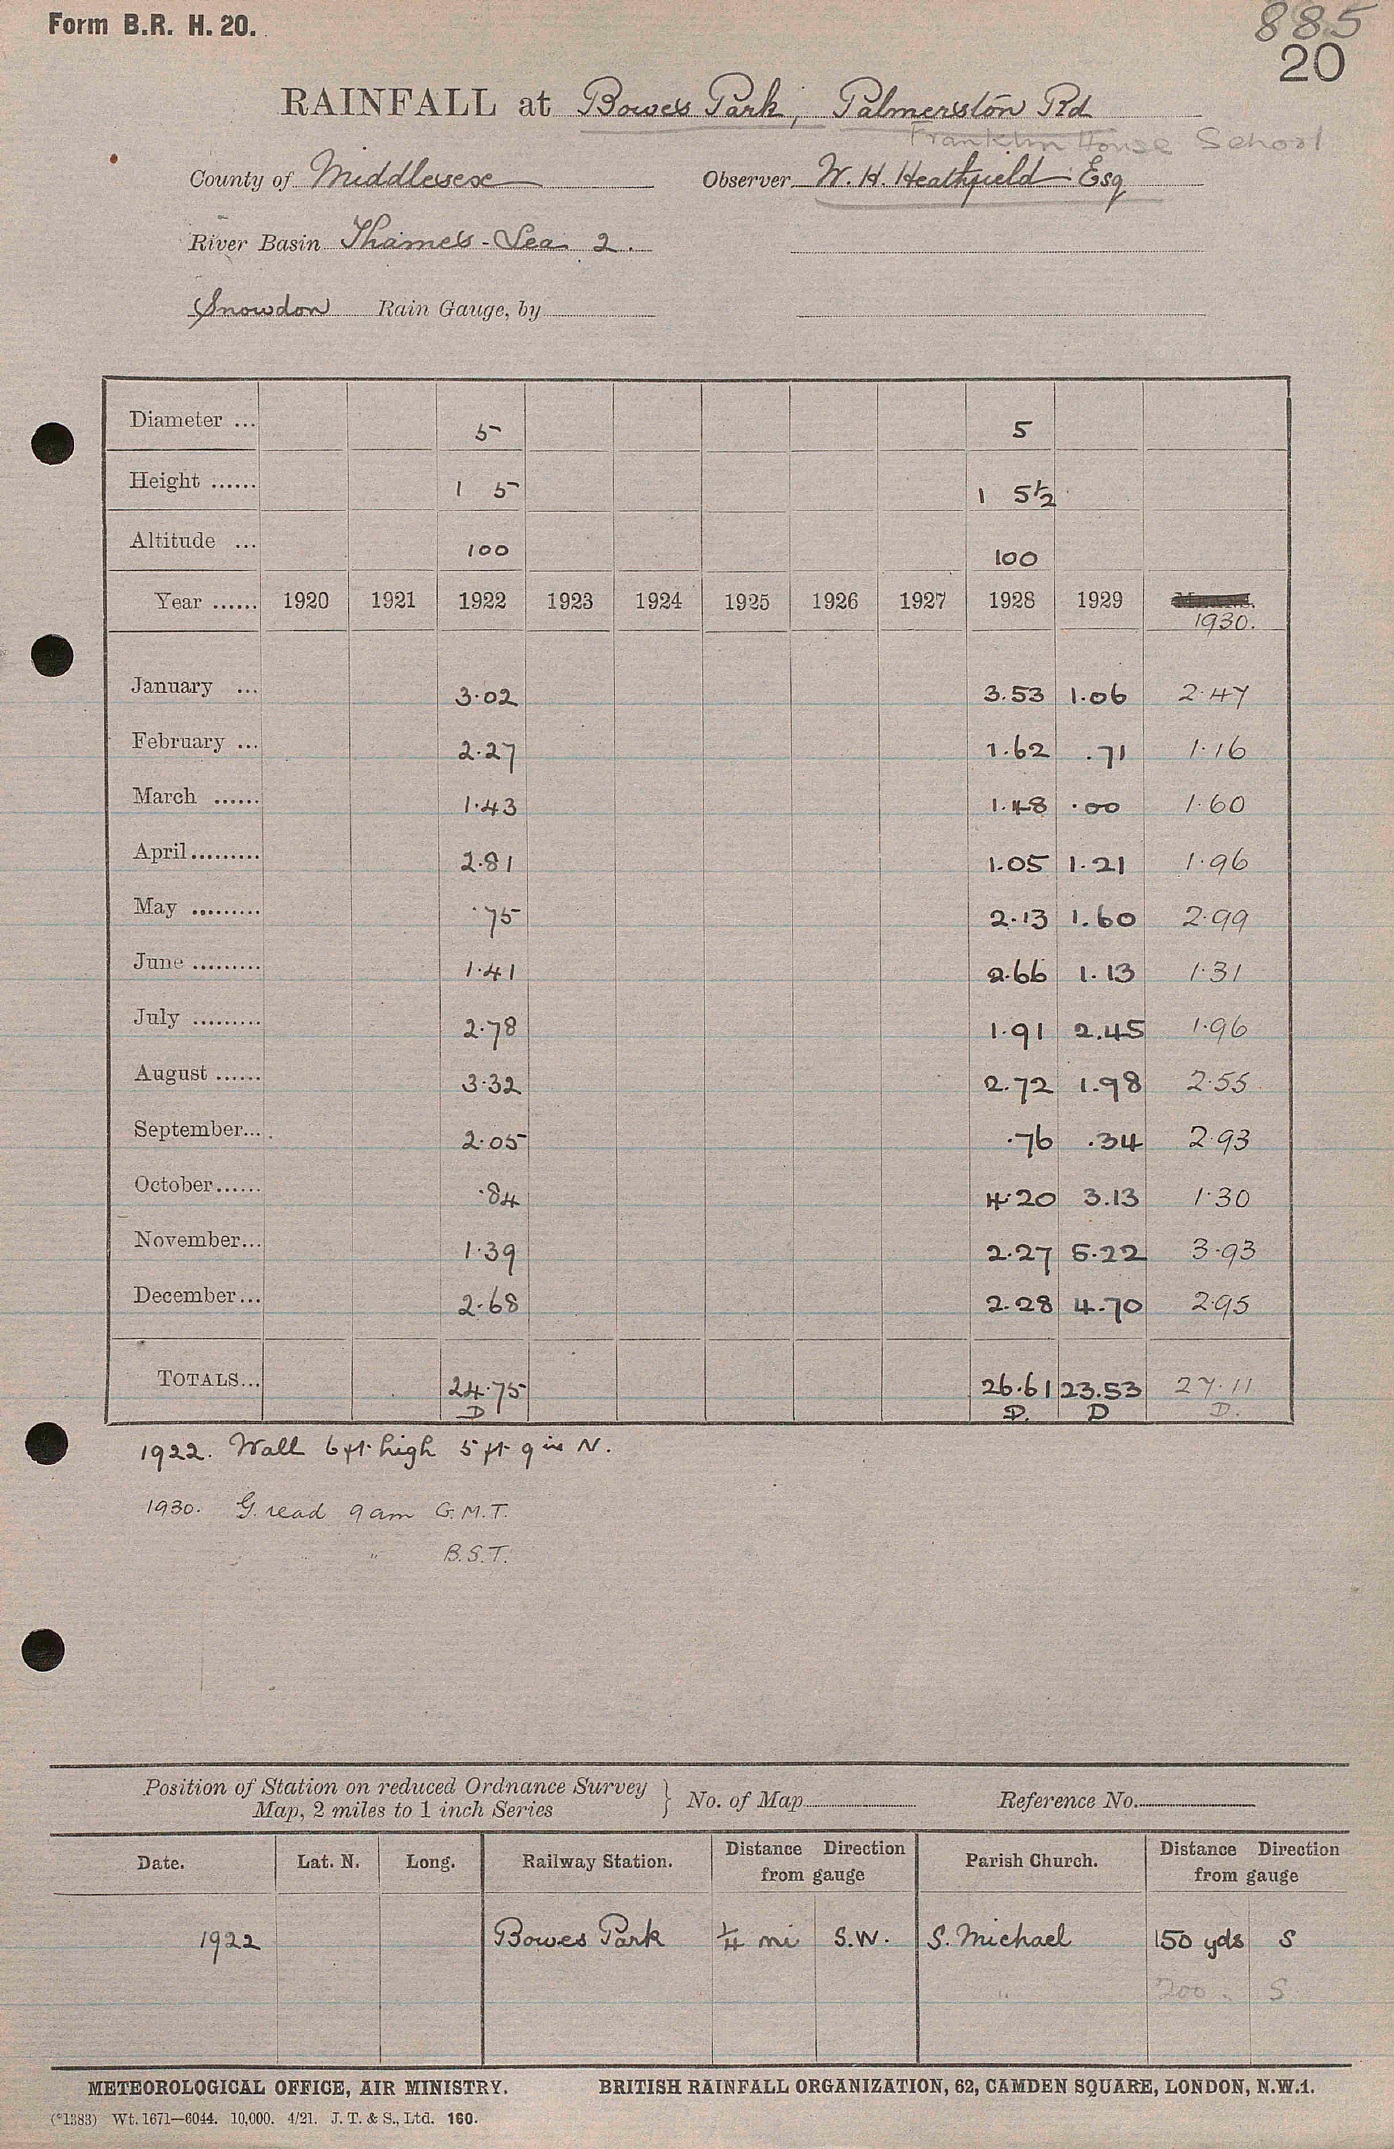 Form B.R. H. 20.
885
20
RAINFALL at Bowes Park, Palmerston Rd
Franklin House School
County of Middlesex Observer W. H. Heathfield Esq
River Basin Thames - Lea 2.
Snowdon Rain Gauge, by
Diameter ... 5 5
Height ...... 1 5 1 5½
Altitude ... 100 100
Year ...... 1920 1921 1922 1923 1924 1925 1926 1927 1928 1929 1930.
January ... 3.02 3.53 1.06 2.47
February ... 2.27 1.62 .71 1.16
March ...... 1.43 1.48 .00 1.60
April......... 2.81 1.05 1.21 1.96
May ......... .75 2.13 1.60 2.99
June ......... 1.41 2.66 1.13 1.31
July ......... 2.78 1.91 2.45 1.96
August ...... 3.32 2.72 1.98 2.55
September... 2.05 .76 .34 2.93
October...... .84 4.20 3.13 1.30
November... 1.39 2.27 5.22 3.93
December... 2.68 2.28 4.70 2.95
TOTALS... 24.75 26.61 23.53 27.11
D D. D D.
1922. Wall 6 ft high 5 ft 9 in N.
1930. G. read 9 am G.M.T.
" B.S.T.
Position of Station on reduced Ordnance Survey
Map, 2 miles to 1 inch Series } No. of Map Reference No.
Date. Lat. N. Long. Railway Station. Distance Direction from gauge Parish Church. Distance Direction from gauge
1922 Bowes Park ¼ mi S.W. S. Michael 150 yds S
" 200 " S
METEOROLOGICAL OFFICE, AIR MINISTRY. BRITISH RAINFALL ORGANIZATION, 62, CAMDEN SQUARE, LONDON, N.W.1.
(*1383) Wt. 1671—6044. 10,000. 4/21. J. T. & S., Ltd. 160.